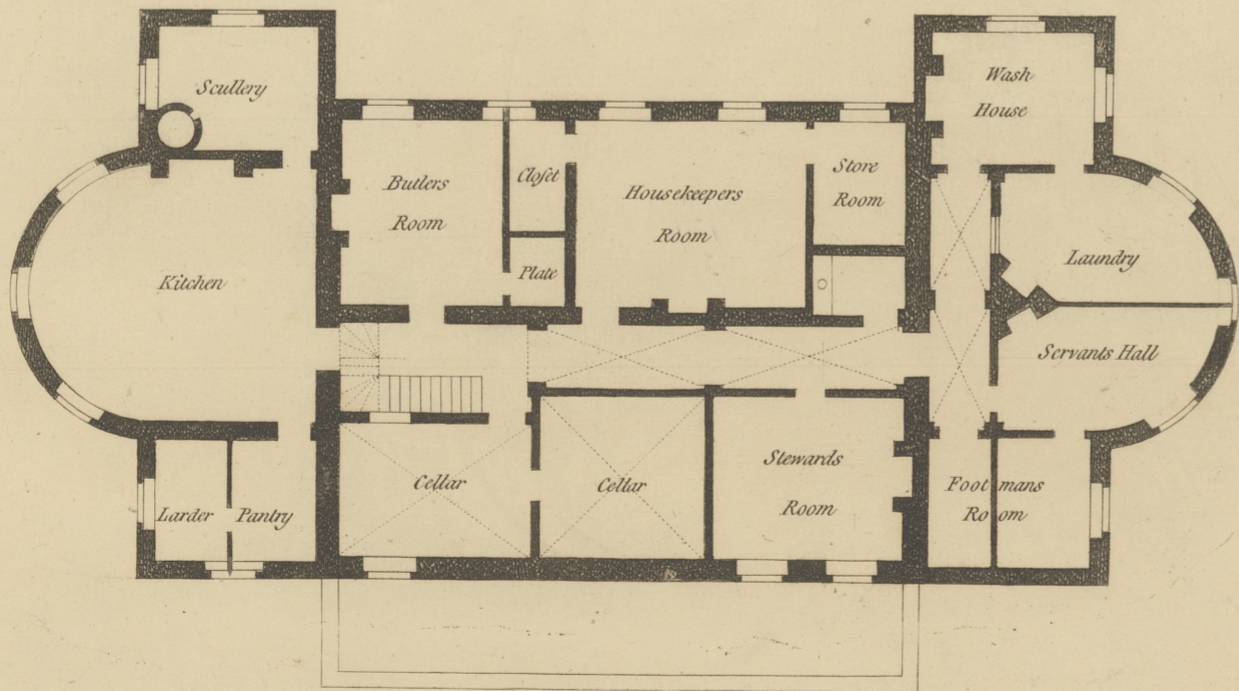 Scullery
Wash
House
Butlers
Room
Closet
Housekeepers
Room
Store
Room
Plate
Kitchen
Laundry
Servants Hall
Larder
Pantry
Cellar
Cellar
Stewards
Room
Footmans
Room